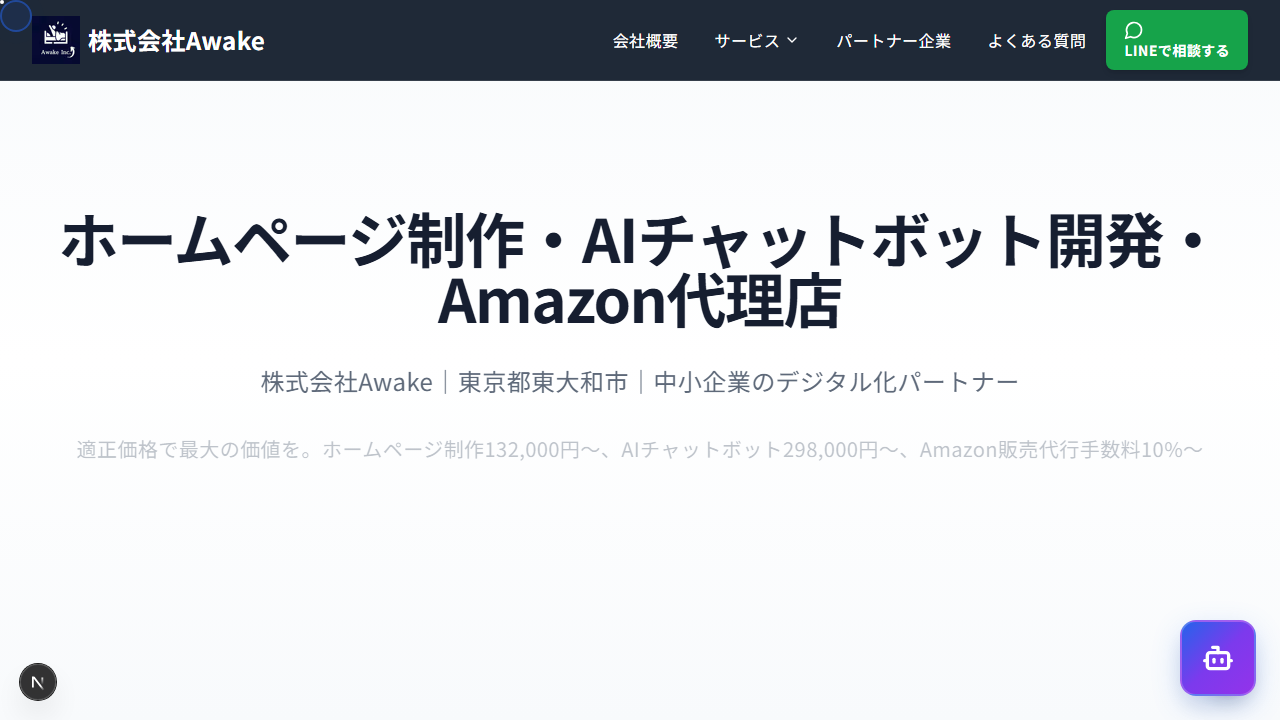 Awake Inc.
株式会社Awake
会社概要
サービス
パートナー企業
よくある質問
LINEで相談する
ホームページ制作・AIチャットボット開発・
Amazon代理店
株式会社Awake｜東京都東大和市｜中小企業のデジタル化パートナー
適正価格で最大の価値を。ホームページ制作132,000円〜、AIチャットボット298,000円〜、Amazon販売代行手数料10%〜
N